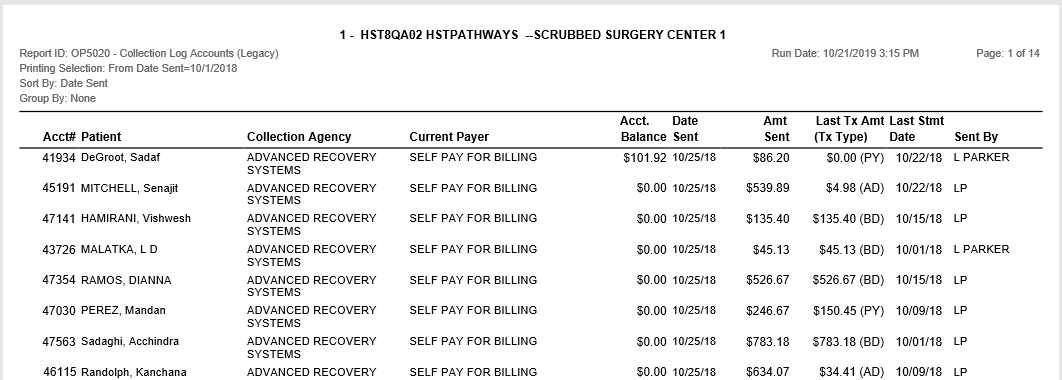 1 - HST8QA02 HSTPATHWAYS --SCRUBBED SURGERY CENTER 1
Report ID: OP5020 - Collection Log Accounts (Legacy) Run Date: 10/21/2019 3:15 PM Page: 1 of 14
Printing Selection: From Date Sent=10/1/2018
Sort By: Date Sent
Group By: None
Acct. Date Amt Last Tx Amt Last Stmt
Acct# Patient Collection Agency Current Payer Balance Sent Sent (Tx Type) Date Sent By
41934 DeGroot, Sadaf ADVANCED RECOVERY SELF PAY FOR BILLING $101.92 10/25/18 $86.20 $0.00 (PY) 10/22/18 L PARKER
SYSTEMS
45191 MITCHELL, Senajit ADVANCED RECOVERY SELF PAY FOR BILLING $0.00 10/25/18 $539.89 $4.98 (AD) 10/22/18 LP
SYSTEMS
47141 HAMIRANI, Vishwesh ADVANCED RECOVERY SELF PAY FOR BILLING $0.00 10/25/18 $135.40 $135.40 (BD) 10/15/18 LP
SYSTEMS
43726 MALATKA, L D ADVANCED RECOVERY SELF PAY FOR BILLING $0.00 10/25/18 $45.13 $45.13 (BD) 10/01/18 L PARKER
SYSTEMS
47354 RAMOS, DIANNA ADVANCED RECOVERY SELF PAY FOR BILLING $0.00 10/25/18 $526.67 $526.67 (BD) 10/15/18 LP
SYSTEMS
47030 PEREZ, Mandan ADVANCED RECOVERY SELF PAY FOR BILLING $0.00 10/25/18 $246.67 $150.45 (PY) 10/09/18 LP
SYSTEMS
47563 Sadaghi, Acchindra ADVANCED RECOVERY SELF PAY FOR BILLING $0.00 10/25/18 $783.18 $783.18 (BD) 10/01/18 LP
SYSTEMS
46115 Randolph, Kanchana ADVANCED RECOVERY SELF PAY FOR BILLING $0.00 10/25/18 $634.07 $34.41 (AD) 10/09/18 LP